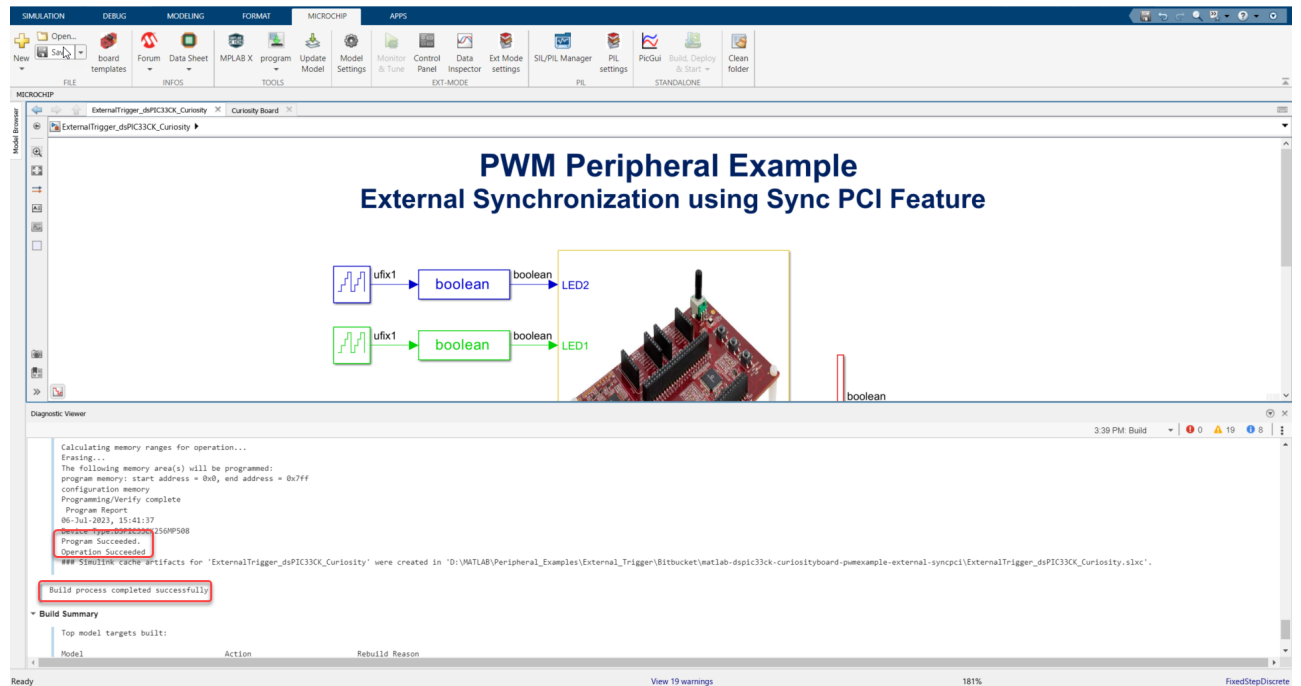 SIMULATION DEBUG MODELING FORMAT MICROCHIP APPS
New Open... Save board templates Forum Data Sheet MPLAB X program Update Model Model Settings Monitor & Tune Control Panel Data Inspector Ext Mode settings SIL/PIL Manager PIL settings PicGui Build, Deploy & Start Clean folder
FILE INFOS TOOLS EXT-MODE PIL STANDALONE
MICROCHIP
Model Browser
ExternalTrigger_dsPIC33CK_Curiosity Curiosity Board
ExternalTrigger_dsPIC33CK_Curiosity
PWM Peripheral Example
External Synchronization using Sync PCI Feature
ufix1 boolean boolean LED2
ufix1 boolean boolean LED1
boolean
Diagnostic Viewer
3:39 PM: Build 0 19 8
Calculating memory ranges for operation...
Erasing...
The following memory area(s) will be programmed:
program memory: start address = 0x0, end address = 0x7ff
configuration memory
Programming/Verify complete
Program Report
06-Jul-2023, 15:41:37
Device Type:DSPIC33CK256MP508
Program Succeeded.
Operation Succeeded
### Simulink cache artifacts for 'ExternalTrigger_dsPIC33CK_Curiosity' were created in 'D:\MATLAB\Peripheral_Examples\External_Trigger\Bitbucket\matlab-dspic33ck-curiosityboard-pwmexample-external-syncpci\ExternalTrigger_dsPIC33CK_Curiosity.slxc'.
Build process completed successfully
Build Summary
Top model targets built:
Model Action Rebuild Reason
Ready View 19 warnings 181% FixedStepDiscrete